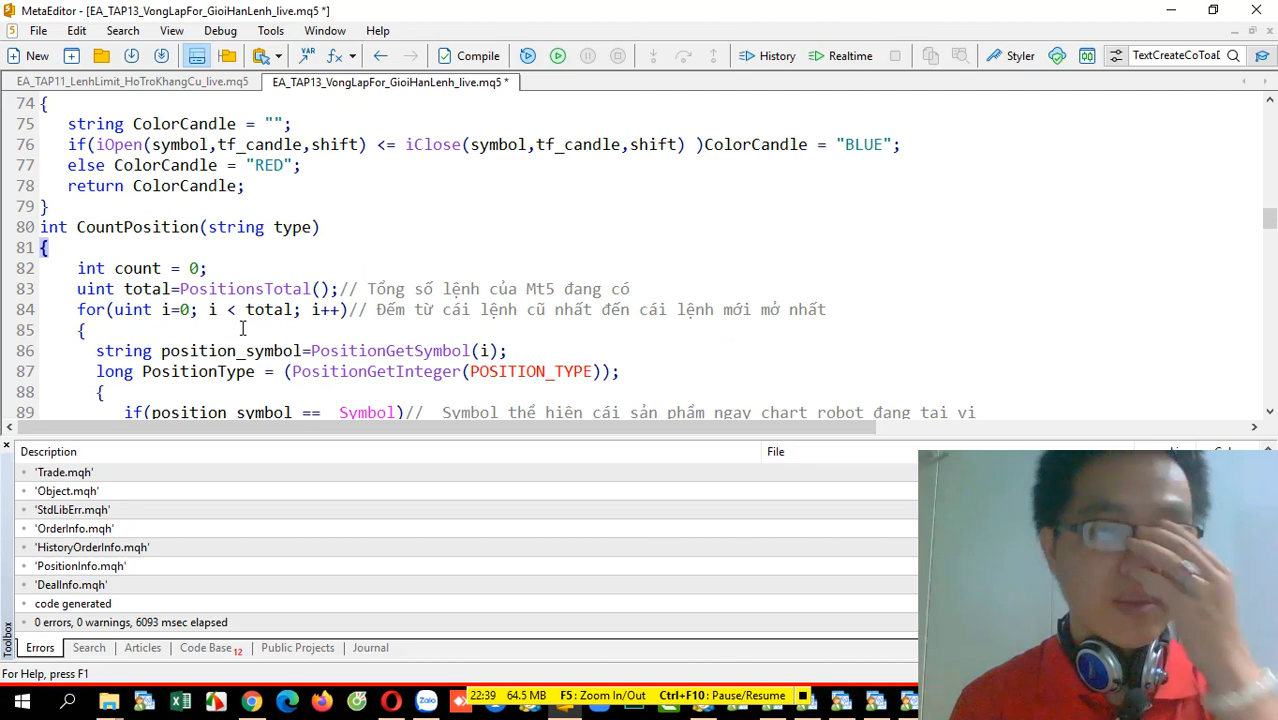 MetaEditor - [EA_TAP13_VongLapFor_GioiHanLenh_live.mq5 *]
File Edit Search View Debug Tools Window Help
New Compile History Realtime Styler TextCreateCoToaD
EA_TAP11_LenhLimit_HoTroKhangCu_live.mq5 EA_TAP13_VongLapFor_GioiHanLenh_live.mq5 *
74 {
75 string ColorCandle = "";
76 if(iOpen(symbol,tf_candle,shift) <= iClose(symbol,tf_candle,shift) )ColorCandle = "BLUE";
77 else ColorCandle = "RED";
78 return ColorCandle;
79 }
80 int CountPosition(string type)
81 {
82 int count = 0;
83 uint total=PositionsTotal();// Tổng số lệnh của Mt5 đang có
84 for(uint i=0; i < total; i++)// Đếm từ cái lệnh cũ nhất đến cái lệnh mới mở nhất
85 {
86 string position_symbol=PositionGetSymbol(i);
87 long PositionType = (PositionGetInteger(POSITION_TYPE));
88 {
89 if(position_symbol == _Symbol)// _Symbol thể hiện cái sản phẩm ngay chart robot đang tại vị
Description File
'Trade.mqh'
'Object.mqh'
'StdLibErr.mqh'
'OrderInfo.mqh'
'HistoryOrderInfo.mqh'
'PositionInfo.mqh'
'DealInfo.mqh'
code generated
0 errors, 0 warnings, 6093 msec elapsed
Toolbox
Errors Search Articles Code Base 12 Public Projects Journal
For Help, press F1
22:39 64.5 MB F5: Zoom In/Out Ctrl+F10: Pause/Resume
Zalo